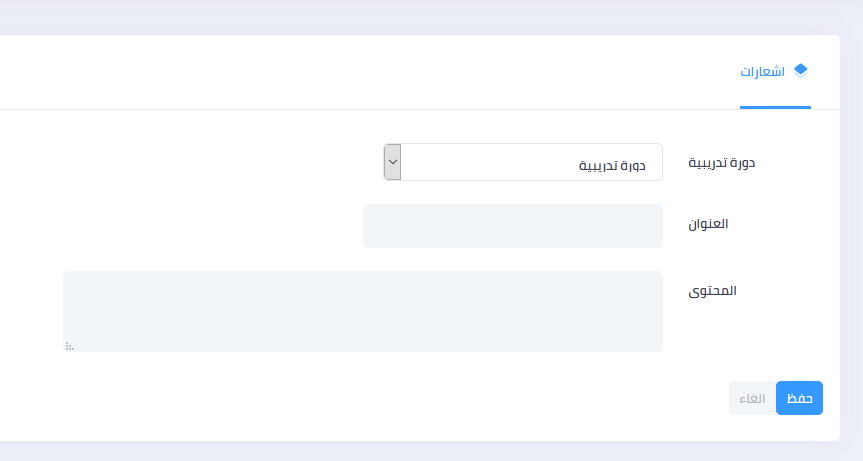 اشعارات
دورة تدريبية
دورة تدريبية
العنوان
المحتوى
حفظ
الغاء